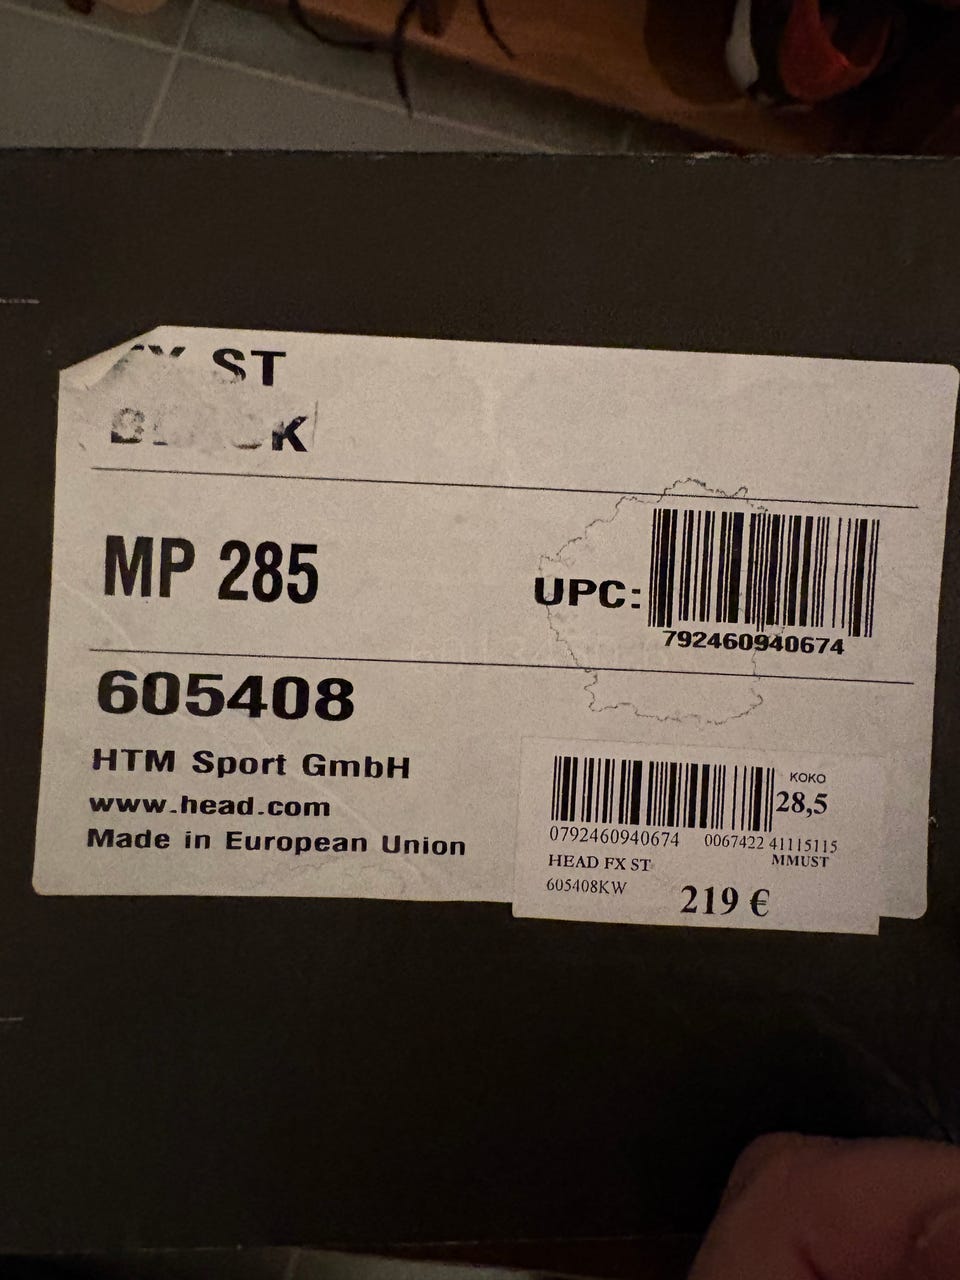 FX ST
BLACK
MP 285
UPC:
792460940674
605408
HTM Sport GmbH
www.head.com
Made in European Union
KOKO
28,5
0792460940674 0067422 41115115
HEAD FX ST MMUST
605408KW 219 €